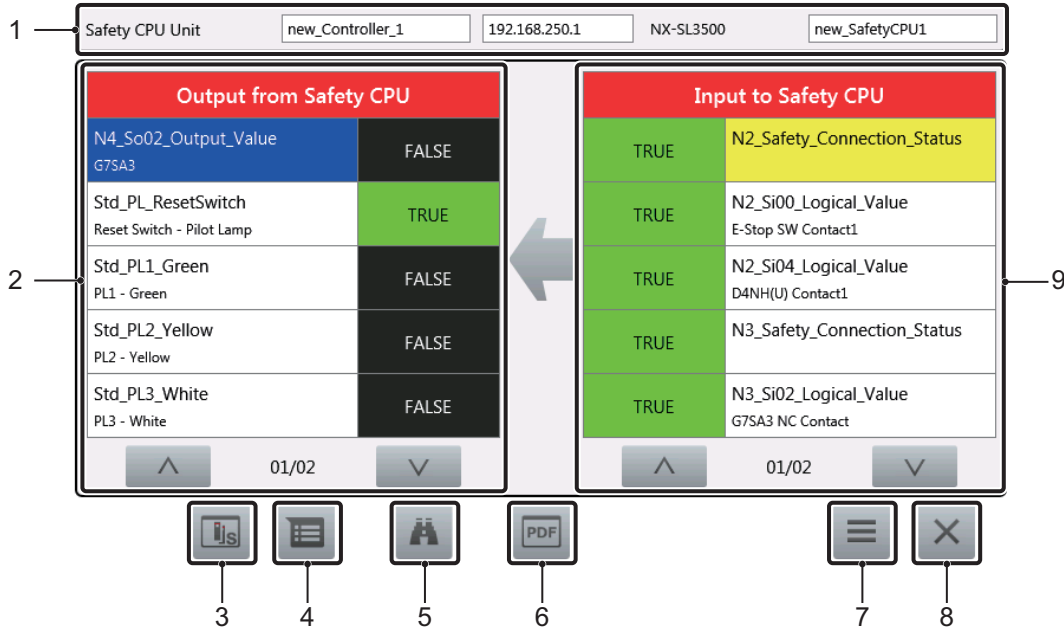 1
Safety CPU Unit new_Controller_1 192.168.250.1 NX-SL3500 new_SafetyCPU1
2
Output from Safety CPU
N4_So02_Output_Value FALSE
G7SA3
Std_PL_ResetSwitch TRUE
Reset Switch - Pilot Lamp
Std_PL1_Green FALSE
PL1 - Green
Std_PL2_Yellow FALSE
PL2 - Yellow
Std_PL3_White FALSE
PL3 - White
01/02
Input to Safety CPU
TRUE N2_Safety_Connection_Status
TRUE N2_Si00_Logical_Value
E-Stop SW Contact1
TRUE N2_Si04_Logical_Value
D4NH(U) Contact1
TRUE N3_Safety_Connection_Status
TRUE N3_Si02_Logical_Value
G7SA3 NC Contact
01/02
9
js
PDF
3 4 5 6 7 8